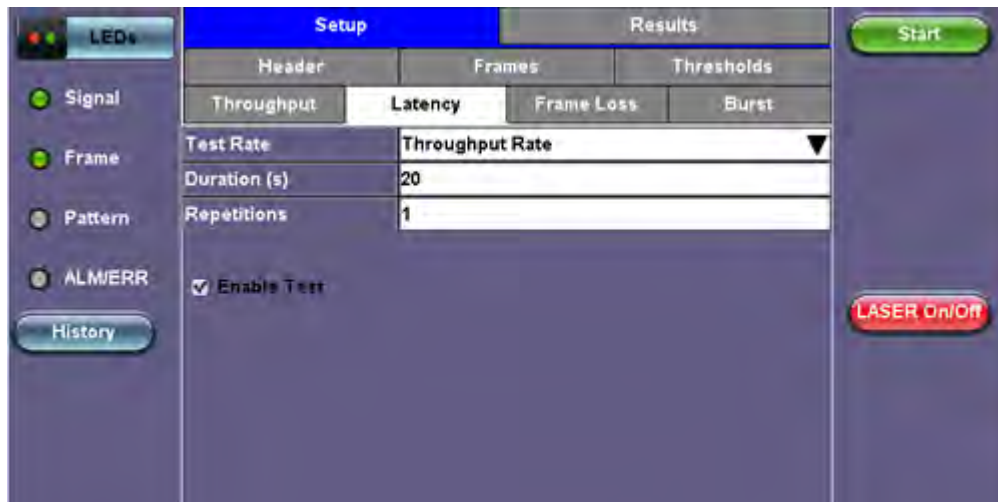 LEDs
Setup
Results
Start
Header
Frames
Thresholds
Signal
Throughput
Latency
Frame Loss
Burst
Test Rate
Throughput Rate
Frame
Duration (s)
20
Pattern
Repetitions
1
ALM/ERR
Enable Test
History
LASER On/Off